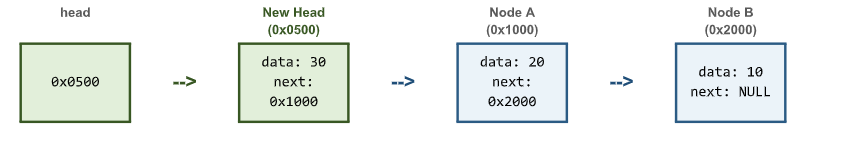 head
New Head
(0x0500)
Node A
(0x1000)
Node B
(0x2000)
0x0500
-->
data: 30
next:
0x1000
-->
data: 20
next:
0x2000
-->
data: 10
next: NULL